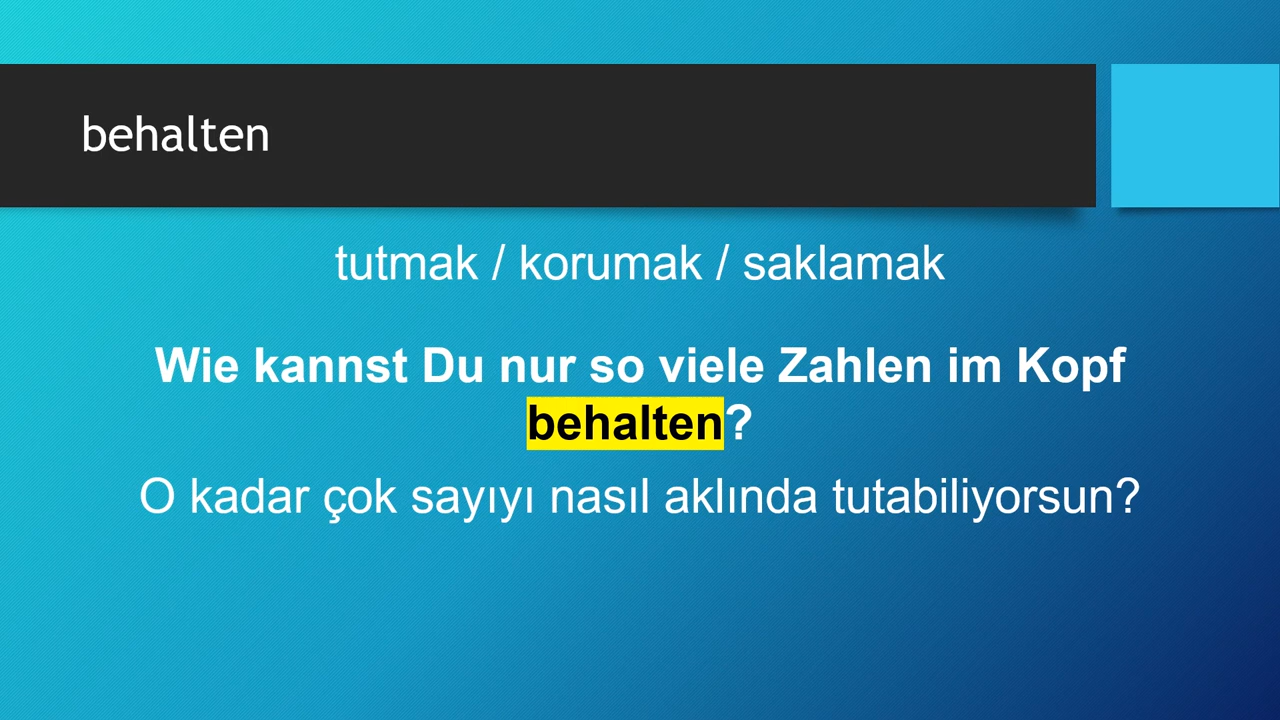 behalten
tutmak / korumak / saklamak
Wie kannst Du nur so viele Zahlen im Kopf
behalten?
O kadar çok sayıyı nasıl aklında tutabiliyorsun?